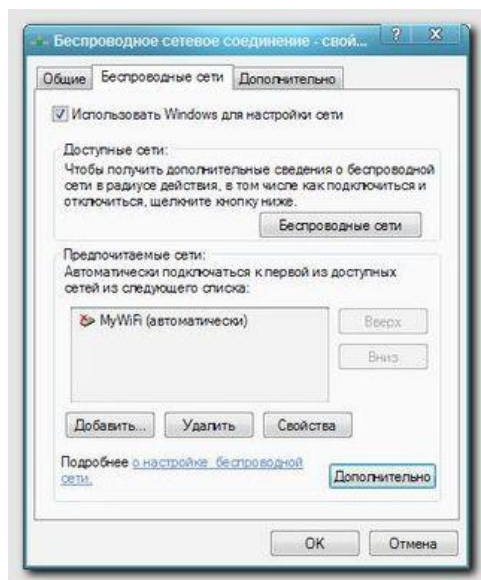 Беспроводное сетевое соединение - свой...
? X
Общие Беспроводные сети Дополнительно
Использовать Windows для настройки сети
Доступные сети:
Чтобы получить дополнительные сведения о беспроводной
сети в радиусе действия, в том числе как подключиться и
отключиться, щелкните кнопку ниже.
Беспроводные сети
Предпочитаемые сети:
Автоматически подключаться к первой из доступных
сетей из следующего списка:
MyWiFi (автоматически)
Вверх
Вниз
Добавить... Удалить Свойства
Подробнее о настройке беспроводной
сети.
Дополнительно
OK Отмена